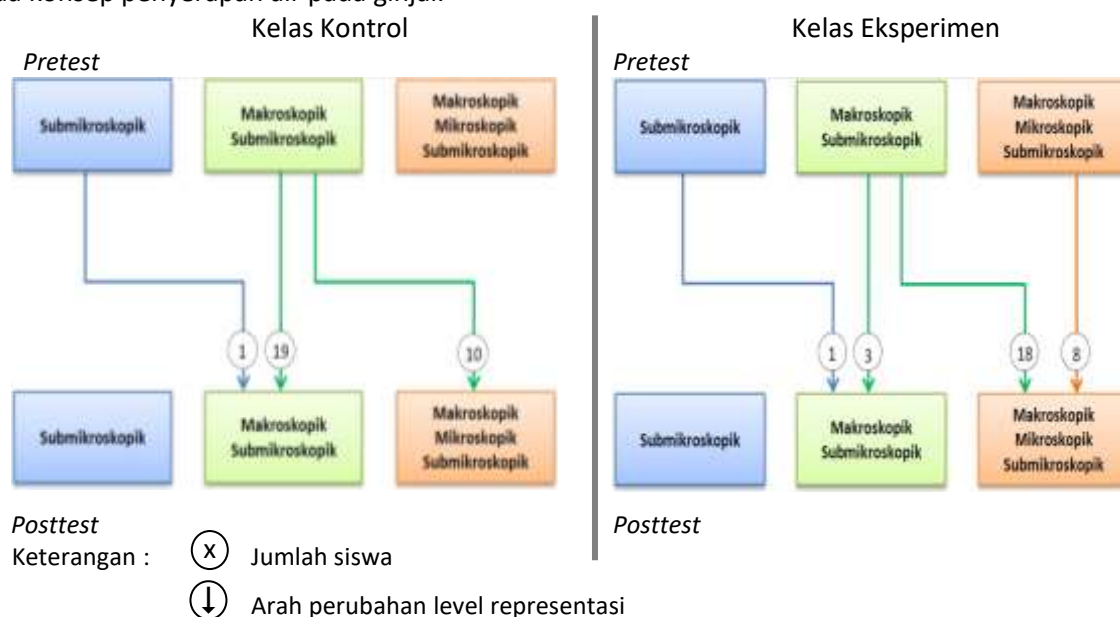 konsep penyerapan air pada ginjal.
Kelas Kontrol
Pretest
Submikroskopik
Makroskopik
Submikroskopik
Makroskopik
Mikroskopik
Submikroskopik
1
19
10
Submikroskopik
Makroskopik
Submikroskopik
Makroskopik
Mikroskopik
Submikroskopik
Posttest
Kelas Eksperimen
Pretest
Submikroskopik
Makroskopik
Submikroskopik
Makroskopik
Mikroskopik
Submikroskopik
1
3
18
8
Submikroskopik
Makroskopik
Submikroskopik
Makroskopik
Mikroskopik
Submikroskopik
Posttest
Keterangan :
x Jumlah siswa
↓ Arah perubahan level representasi